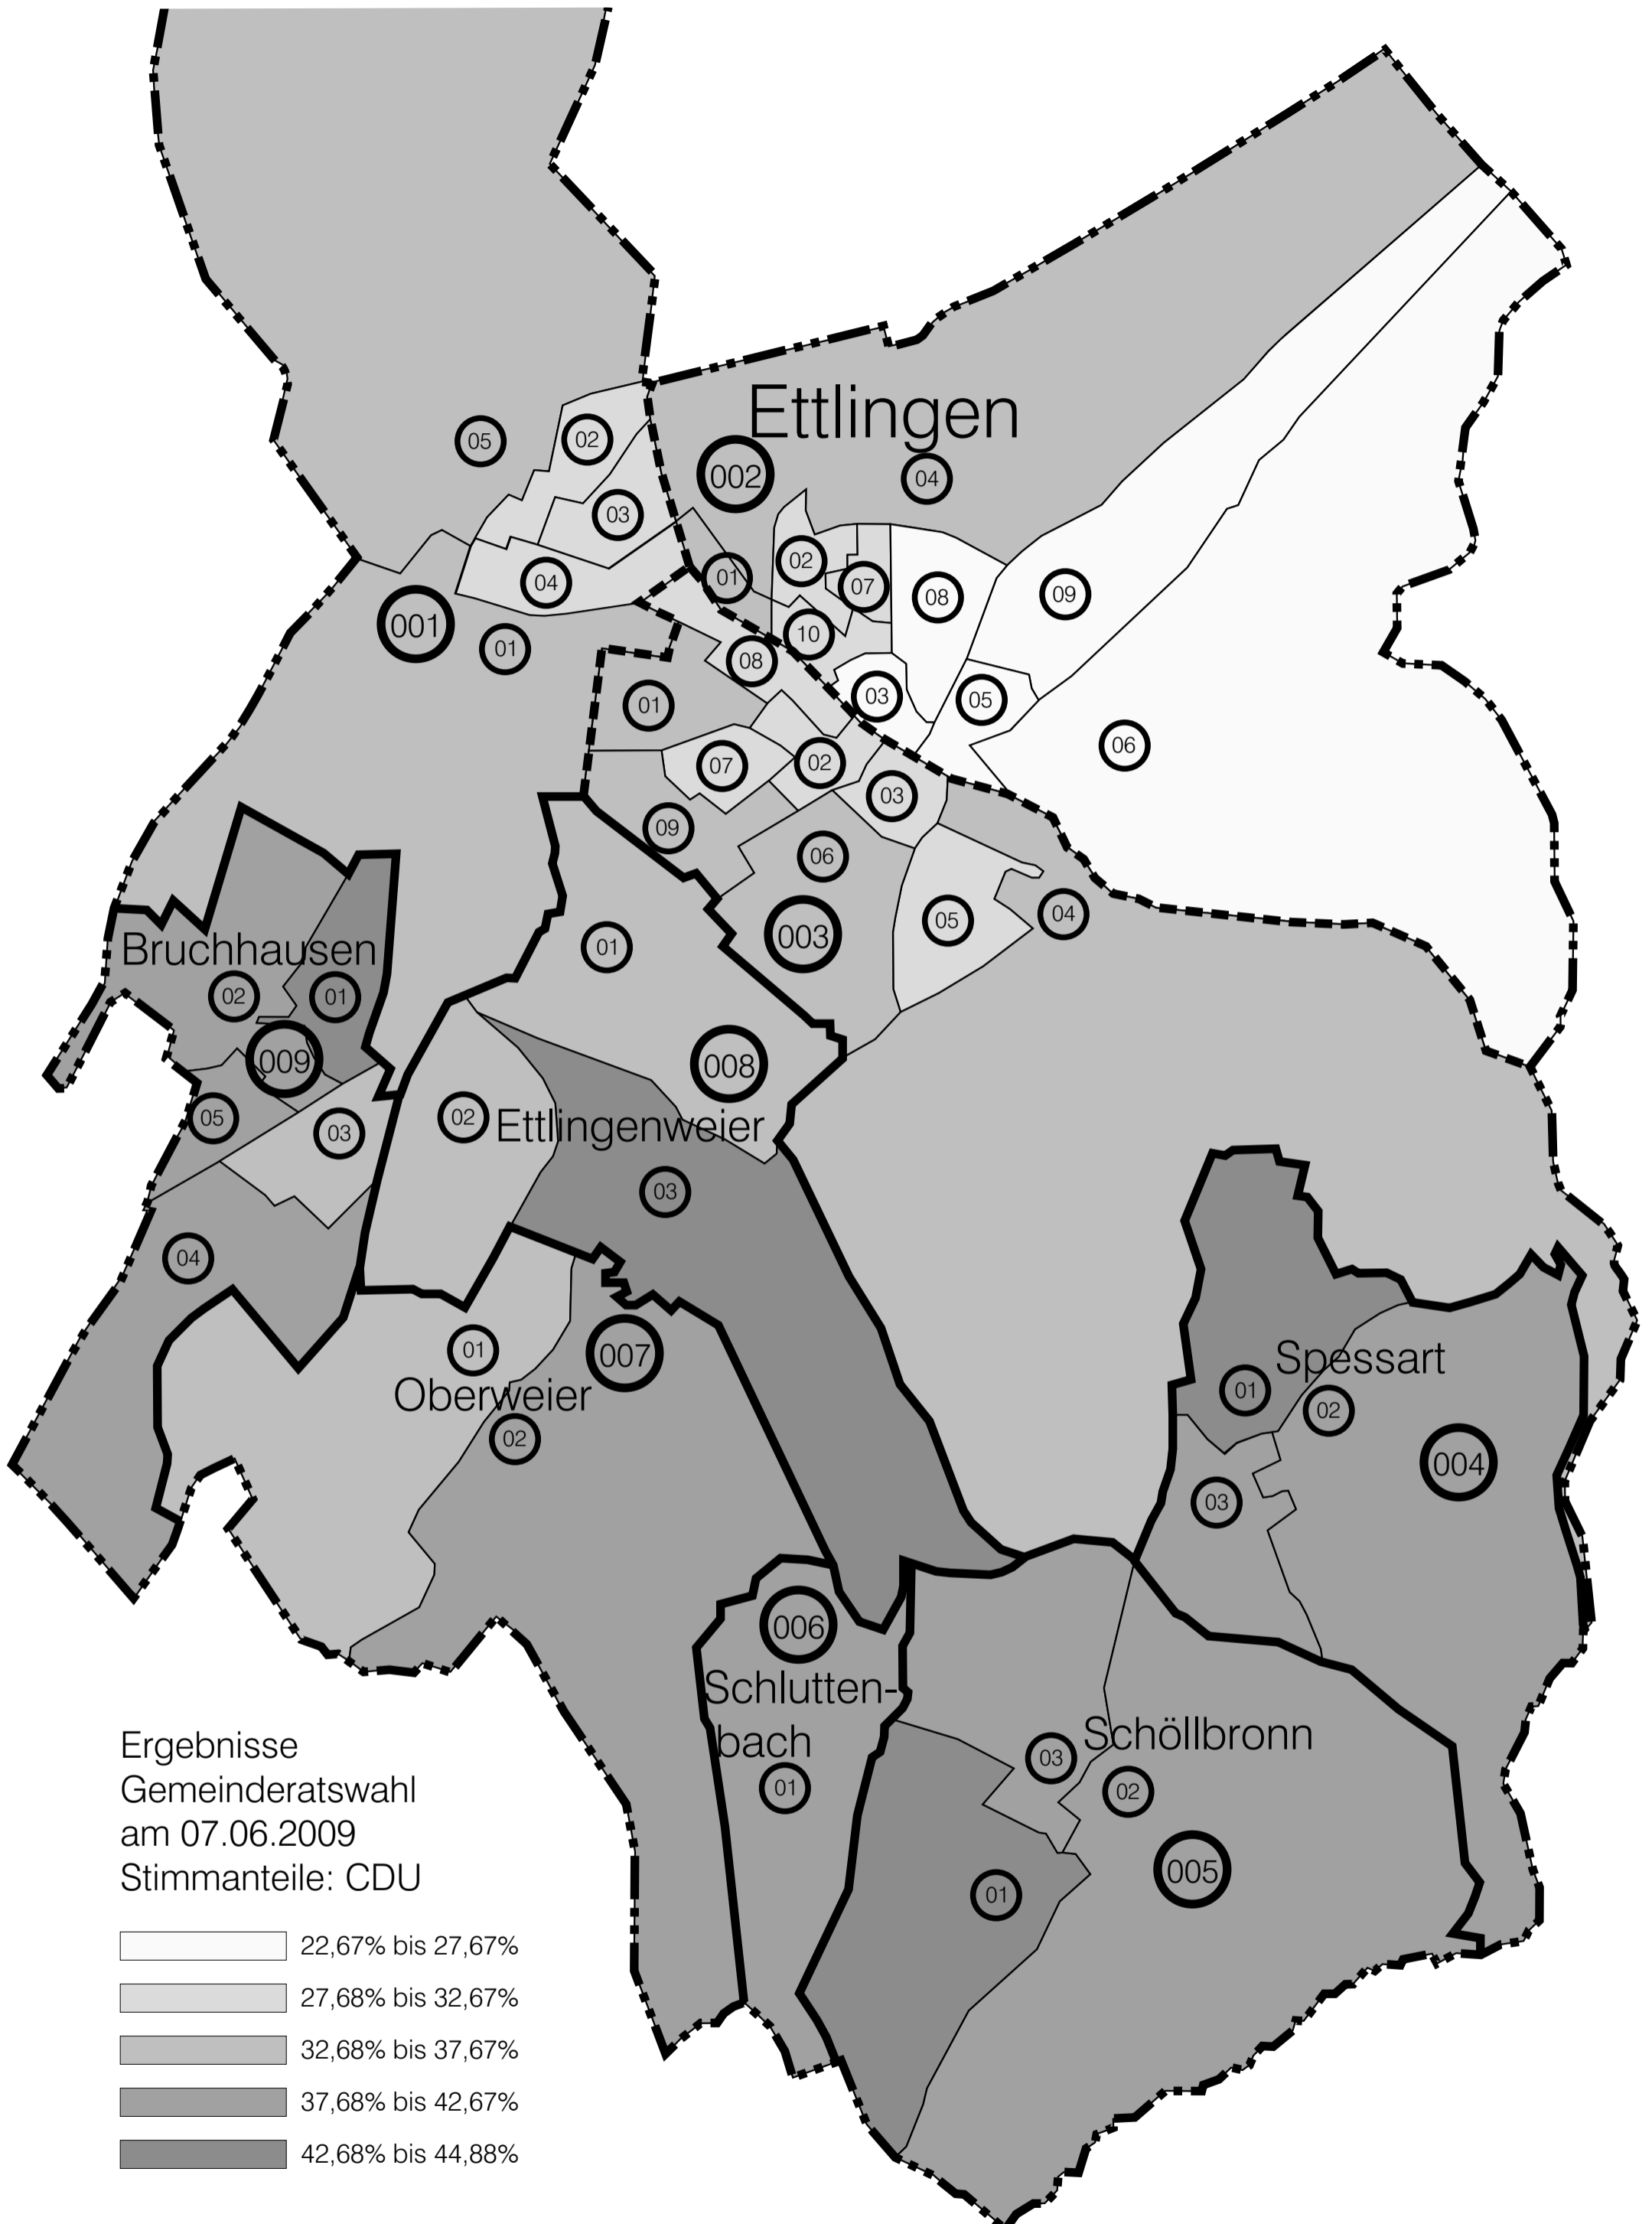 Ettlingen
05
02
002
04
03
02
01
07
04
08
09
001
10
01
08
03
05
01
06
02
07
03
09
06
05
04
003
01
Bruchhausen
02
01
009
008
02
Ettlingenweier
05
03
03
04
01
007
Spessart
Oberweier
01
02
02
004
03
006
Schlutten-
bach
Schöllbronn
03
01
02
005
01
Ergebnisse
Gemeinderatswahl
am 07.06.2009
Stimmanteile: CDU
22,67% bis 27,67%
27,68% bis 32,67%
32,68% bis 37,67%
37,68% bis 42,67%
42,68% bis 44,88%